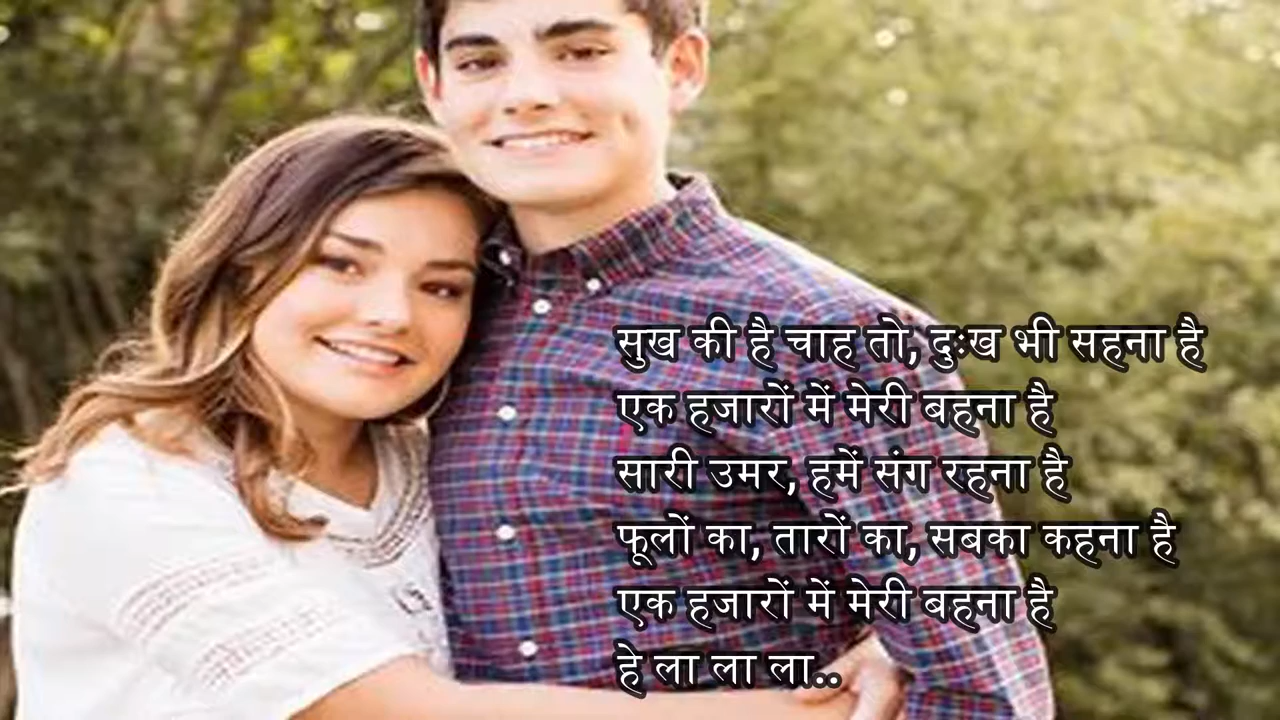 सुख की है चाह तो, दुःख भी सहना है
एक हजारों में मेरी बहना है
सारी उमर, हमें संग रहना है
फूलों का, तारों का, सबका कहना है
एक हजारों में मेरी बहना है
हे ला ला ला..